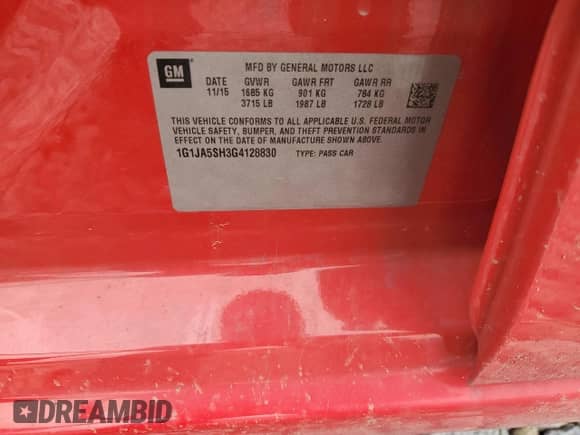 GM
MFD BY GENERAL MOTORS LLC
DATE GVWR GAWR FRT GAWR RR
11/15 1685 KG 901 KG 784 KG
3715 LB 1987 LB 1728 LB
THIS VEHICLE CONFORMS TO ALL APPLICABLE U.S. FEDERAL MOTOR
VEHICLE SAFETY, BUMPER, AND THEFT PREVENTION STANDARDS IN
EFFECT ON THE DATE OF MANUFACTURE SHOWN ABOVE.
1G1JA5SH3G4128830 TYPE: PASS CAR
DREAMBID